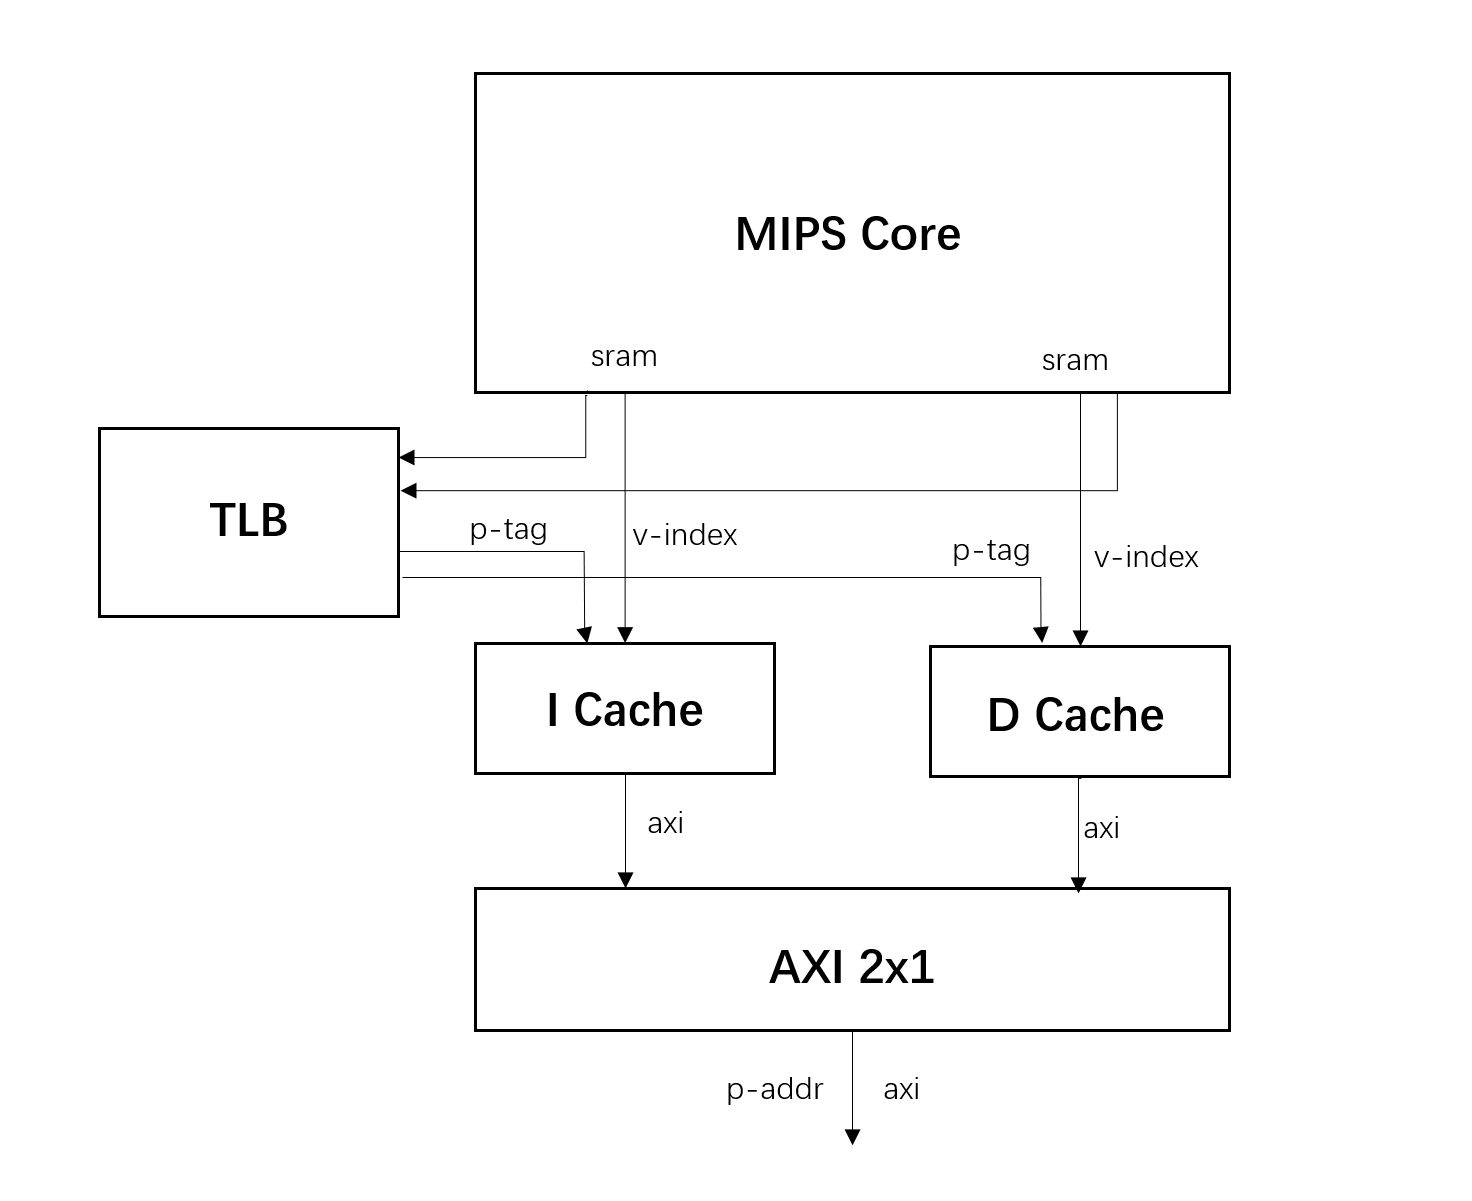 MIPS Core
sram
sram
TLB
p-tag
v-index
p-tag
v-index
I Cache
D Cache
axi
axi
AXI 2x1
p-addr
axi